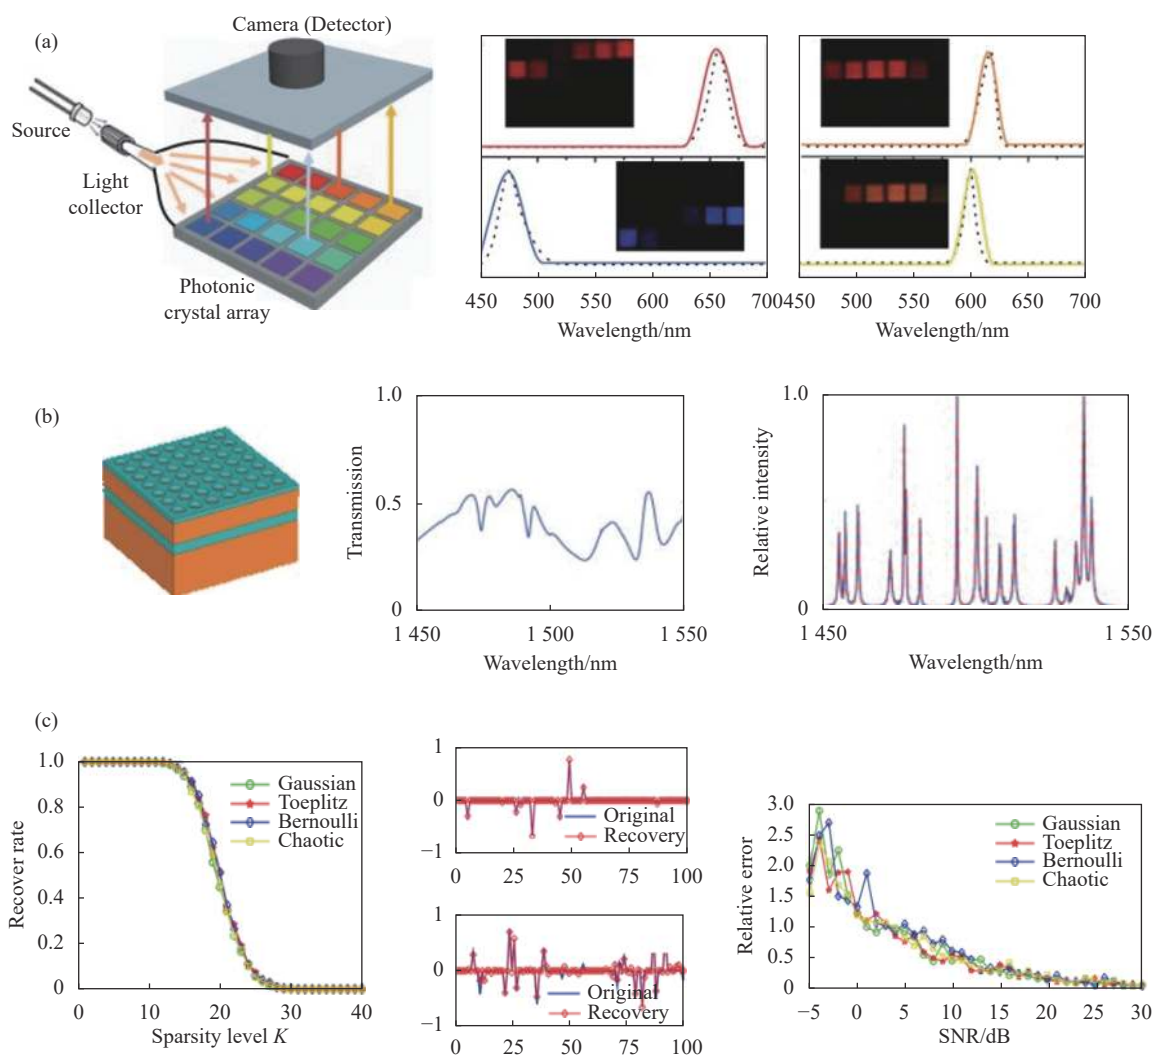 (a)
Camera (Detector)
Source
Light
collector
Photonic
crystal array
450 500 550 600 650 700
Wavelength/nm
450 500 550 600 650 700
Wavelength/nm
(b)
1.0
0.5
0
Transmission
1 450 1 500 1 550
Wavelength/nm
1.0
0
Relative intensity
1 450 1 550
Wavelength/nm
(c)
1.0
0.8
0.6
0.4
0.2
0
Recover rate
Gaussian
Toeplitz
Bernoulli
Chaotic
0 10 20 30 40
Sparsity level K
1
0
−1
Original
Recovery
0 25 50 75 100
1
0
−1
Original
Recovery
0 25 50 75 100
3.0
2.5
2.0
1.5
1.0
0.5
0
Relative error
Gaussian
Toeplitz
Bernoulli
Chaotic
−5 0 5 10 15 20 25 30
SNR/dB